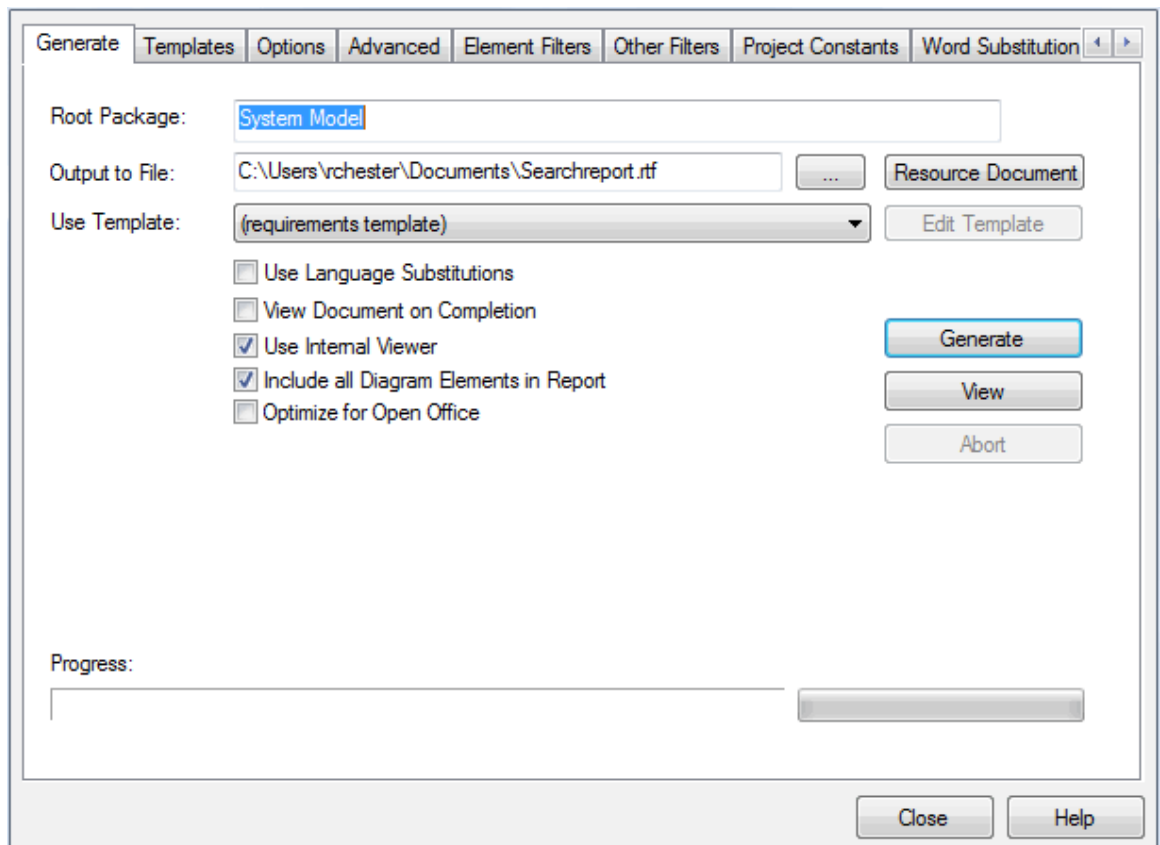 Generate Templates Options Advanced Element Filters Other Filters Project Constants Word Substitution
Root Package: System Model
Output to File: C:\Users\rchester\Documents\Searchreport.rtf ... Resource Document
Use Template: (requirements template) Edit Template
Use Language Substitutions
View Document on Completion
Use Internal Viewer
Generate
Include all Diagram Elements in Report
View
Optimize for Open Office
Abort
Progress:
Close Help